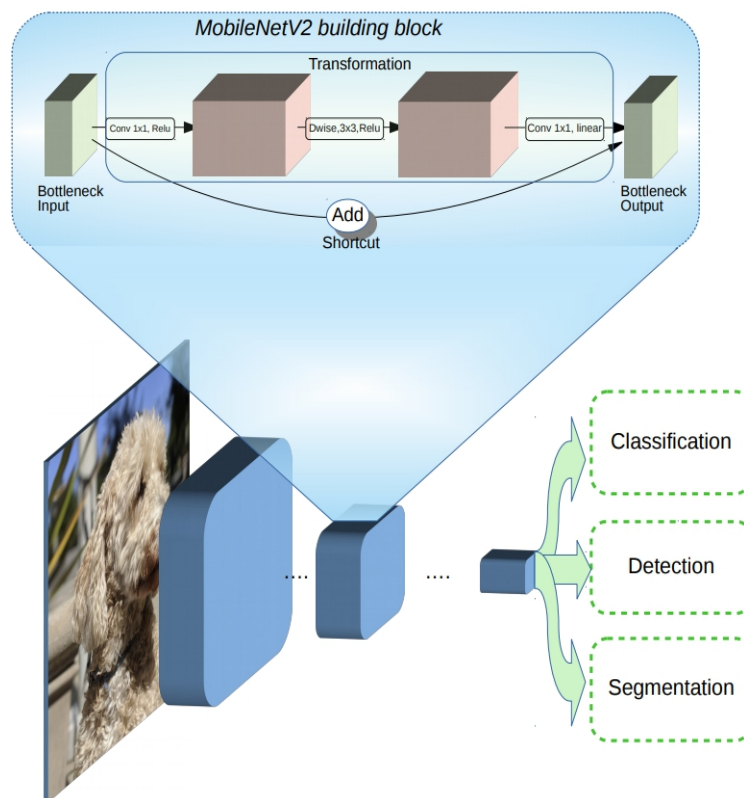 MobileNetV2 building block
Transformation
Conv 1x1, Relu
Dwise,3x3,Relu
Conv 1x1, linear
Bottleneck
Input
Bottleneck
Output
Add
Shortcut
Classification
....
....
Detection
Segmentation